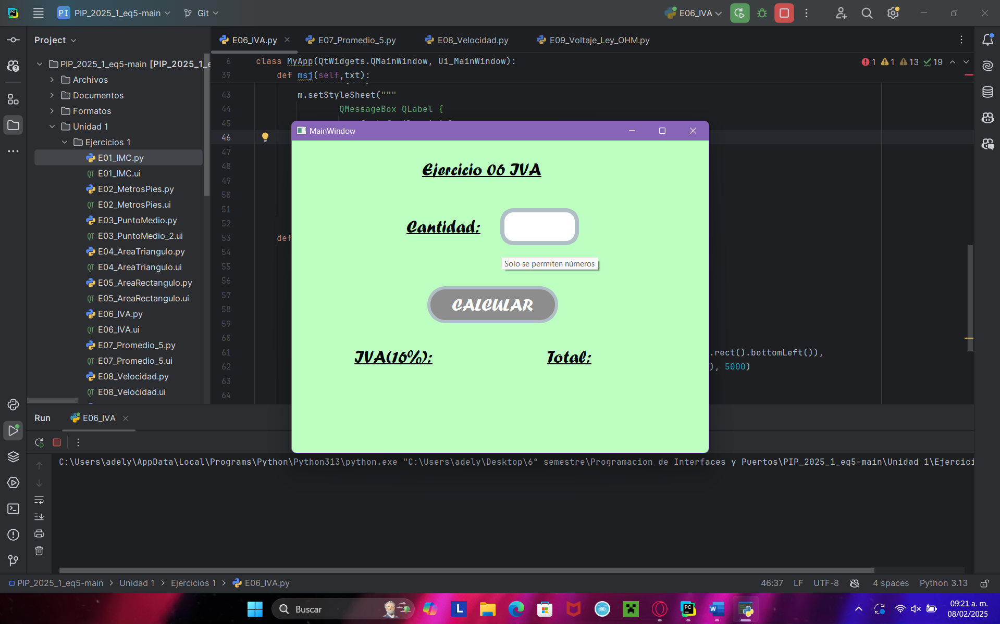 PC
PI PIP_2025_1_eq5-main
Git
E06_IVA
Project
E06_IVA.py
E07_Promedio_5.py
E08_Velocidad.py
E09_Voltaje_Ley_OHM.py
PIP_2025_1_eq5-main [PIP_2025_1_e
Archivos
Documentos
Formatos
Unidad 1
Ejercicios 1
E01_IMC.py
E01_IMC.ui
E02_MetrosPies.py
E02_MetrosPies.ui
E03_PuntoMedio.py
E03_PuntoMedio_2.ui
E04_AreaTriangulo.py
E04_AreaTriangulo.ui
E05_AreaRectangulo.py
E05_AreaRectangulo.ui
E06_IVA.py
E06_IVA.ui
E07_Promedio_5.py
E07_Promedio_5.ui
E08_Velocidad.py
E08_Velocidad.ui
6 class MyApp(QtWidgets.QMainWindow, Ui_MainWindow):
1 1 13 19
39 def msj(self,txt):
43 m.setStyleSheet("""
44 QMessageBox QLabel {
45
46
47
48
49
50
51
52
53 def
54
55
56
57
58
59
60
61 .rect().bottomLeft()),
62 ), 5000)
63
64
MainWindow
Ejercicio 06 IVA
Cantidad:
Solo se permiten números
CALCULAR
IVA(16%):
Total:
Run
E06_IVA
C:\Users\adely\AppData\Local\Programs\Python\Python313\python.exe "C:\Users\adely\Desktop\6° semestre\Programacion de Interfaces y Puertos\PIP_2025_1_eq5-main\Unidad 1\Ejercici
PIP_2025_1_eq5-main > Unidad 1 > Ejercicios 1 > E06_IVA.py
46:37 LF UTF-8 4 spaces Python 3.13
Buscar
09:21 a. m.
08/02/2025